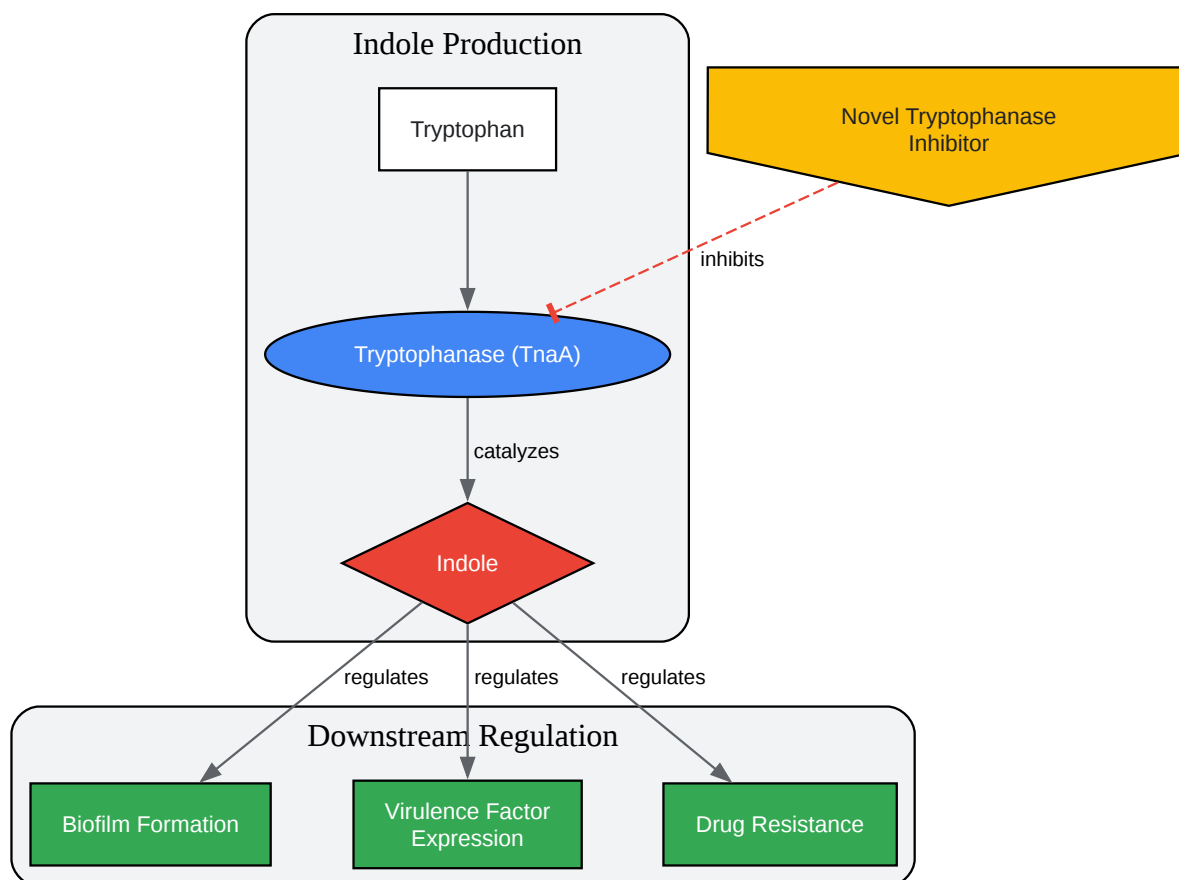 Indole Production
Tryptophan
Novel Tryptophanase
Inhibitor
inhibits
Tryptophanase (TnaA)
catalyzes
Indole
regulates
regulates
regulates
Downstream Regulation
Biofilm Formation
Virulence Factor
Expression
Drug Resistance